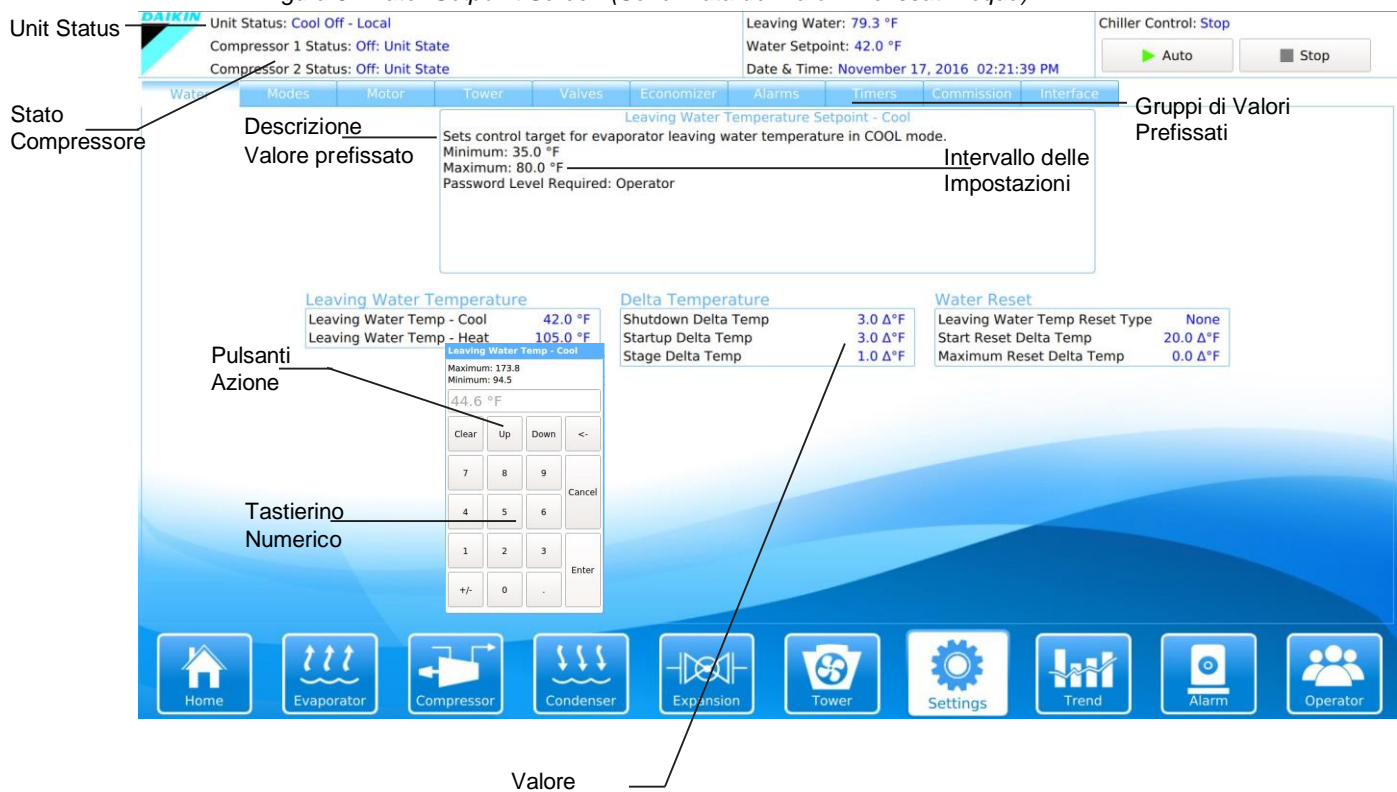 DAIKIN
Unit Status
Unit Status: Cool Off - Local
Compressor 1 Status: Off: Unit State
Compressor 2 Status: Off: Unit State
Leaving Water: 79.3 °F
Water Setpoint: 42.0 °F
Date & Time: November 17, 2016 02:21:39 PM
Chiller Control: Stop
Auto
Stop
Water
Modes
Motor
Tower
Valves
Economizer
Alarms
Timers
Commission
Interface
Stato
Compressore
Descrizione
Valore prefissato
Gruppi di Valori
Prefissati
Leaving Water Temperature Setpoint - Cool
Sets control target for evaporator leaving water temperature in COOL mode.
Minimum: 35.0 °F
Maximum: 80.0 °F
Password Level Required: Operator
Intervallo delle
Impostazioni
Leaving Water Temperature
Leaving Water Temp - Cool 42.0 °F
Leaving Water Temp - Heat 105.0 °F
Delta Temperature
Shutdown Delta Temp 3.0 Δ°F
Startup Delta Temp 3.0 Δ°F
Stage Delta Temp 1.0 Δ°F
Water Reset
Leaving Water Temp Reset Type None
Start Reset Delta Temp 20.0 Δ°F
Maximum Reset Delta Temp 0.0 Δ°F
Pulsanti
Azione
Leaving Water Temp - Cool
Maximum: 173.8
Minimum: 94.5
44.6 °F
Clear Up Down <-
7 8 9
Cancel
4 5 6
1 2 3
Enter
+/- 0 .
Tastierino
Numerico
Home
Evaporator
Compressor
Condenser
Expansion
Tower
Settings
Trend
Alarm
Operator
Valore